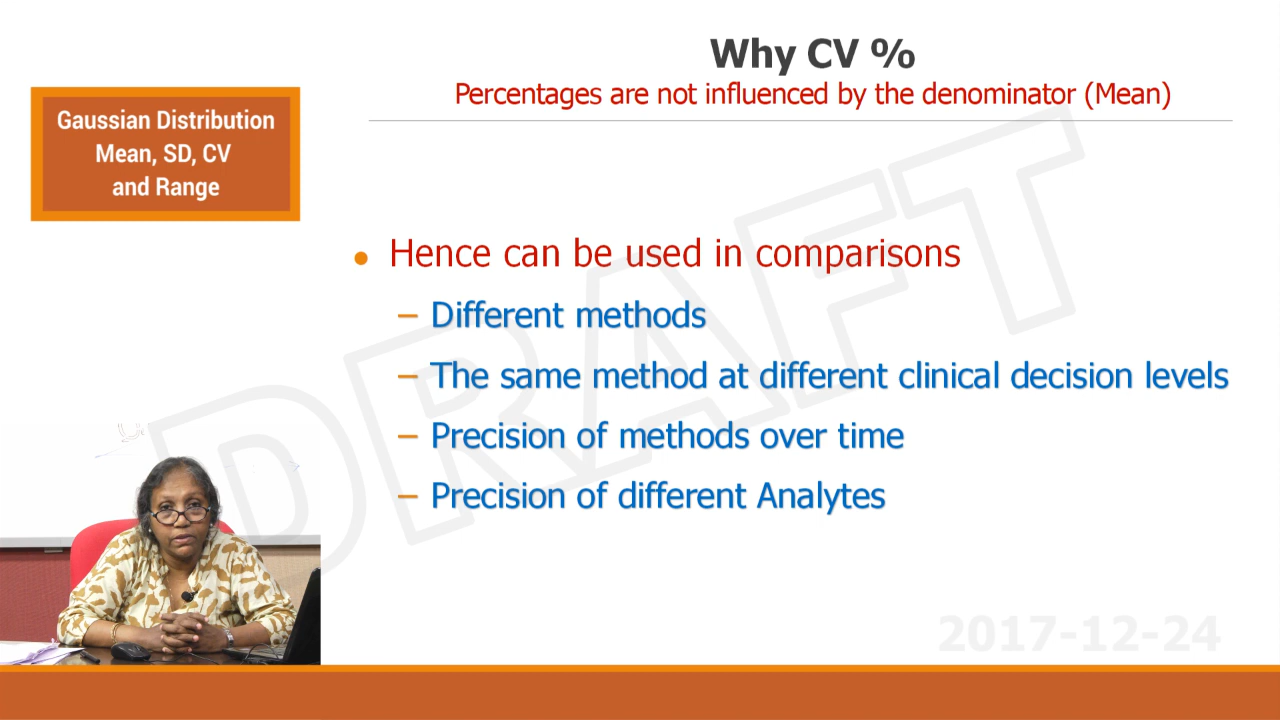 Why CV %
Percentages are not influenced by the denominator (Mean)
Gaussian Distribution
Mean, SD, CV
and Range
• Hence can be used in comparisons
– Different methods
– The same method at different clinical decision levels
– Precision of methods over time
– Precision of different Analytes
DRAFT
2017-12-24